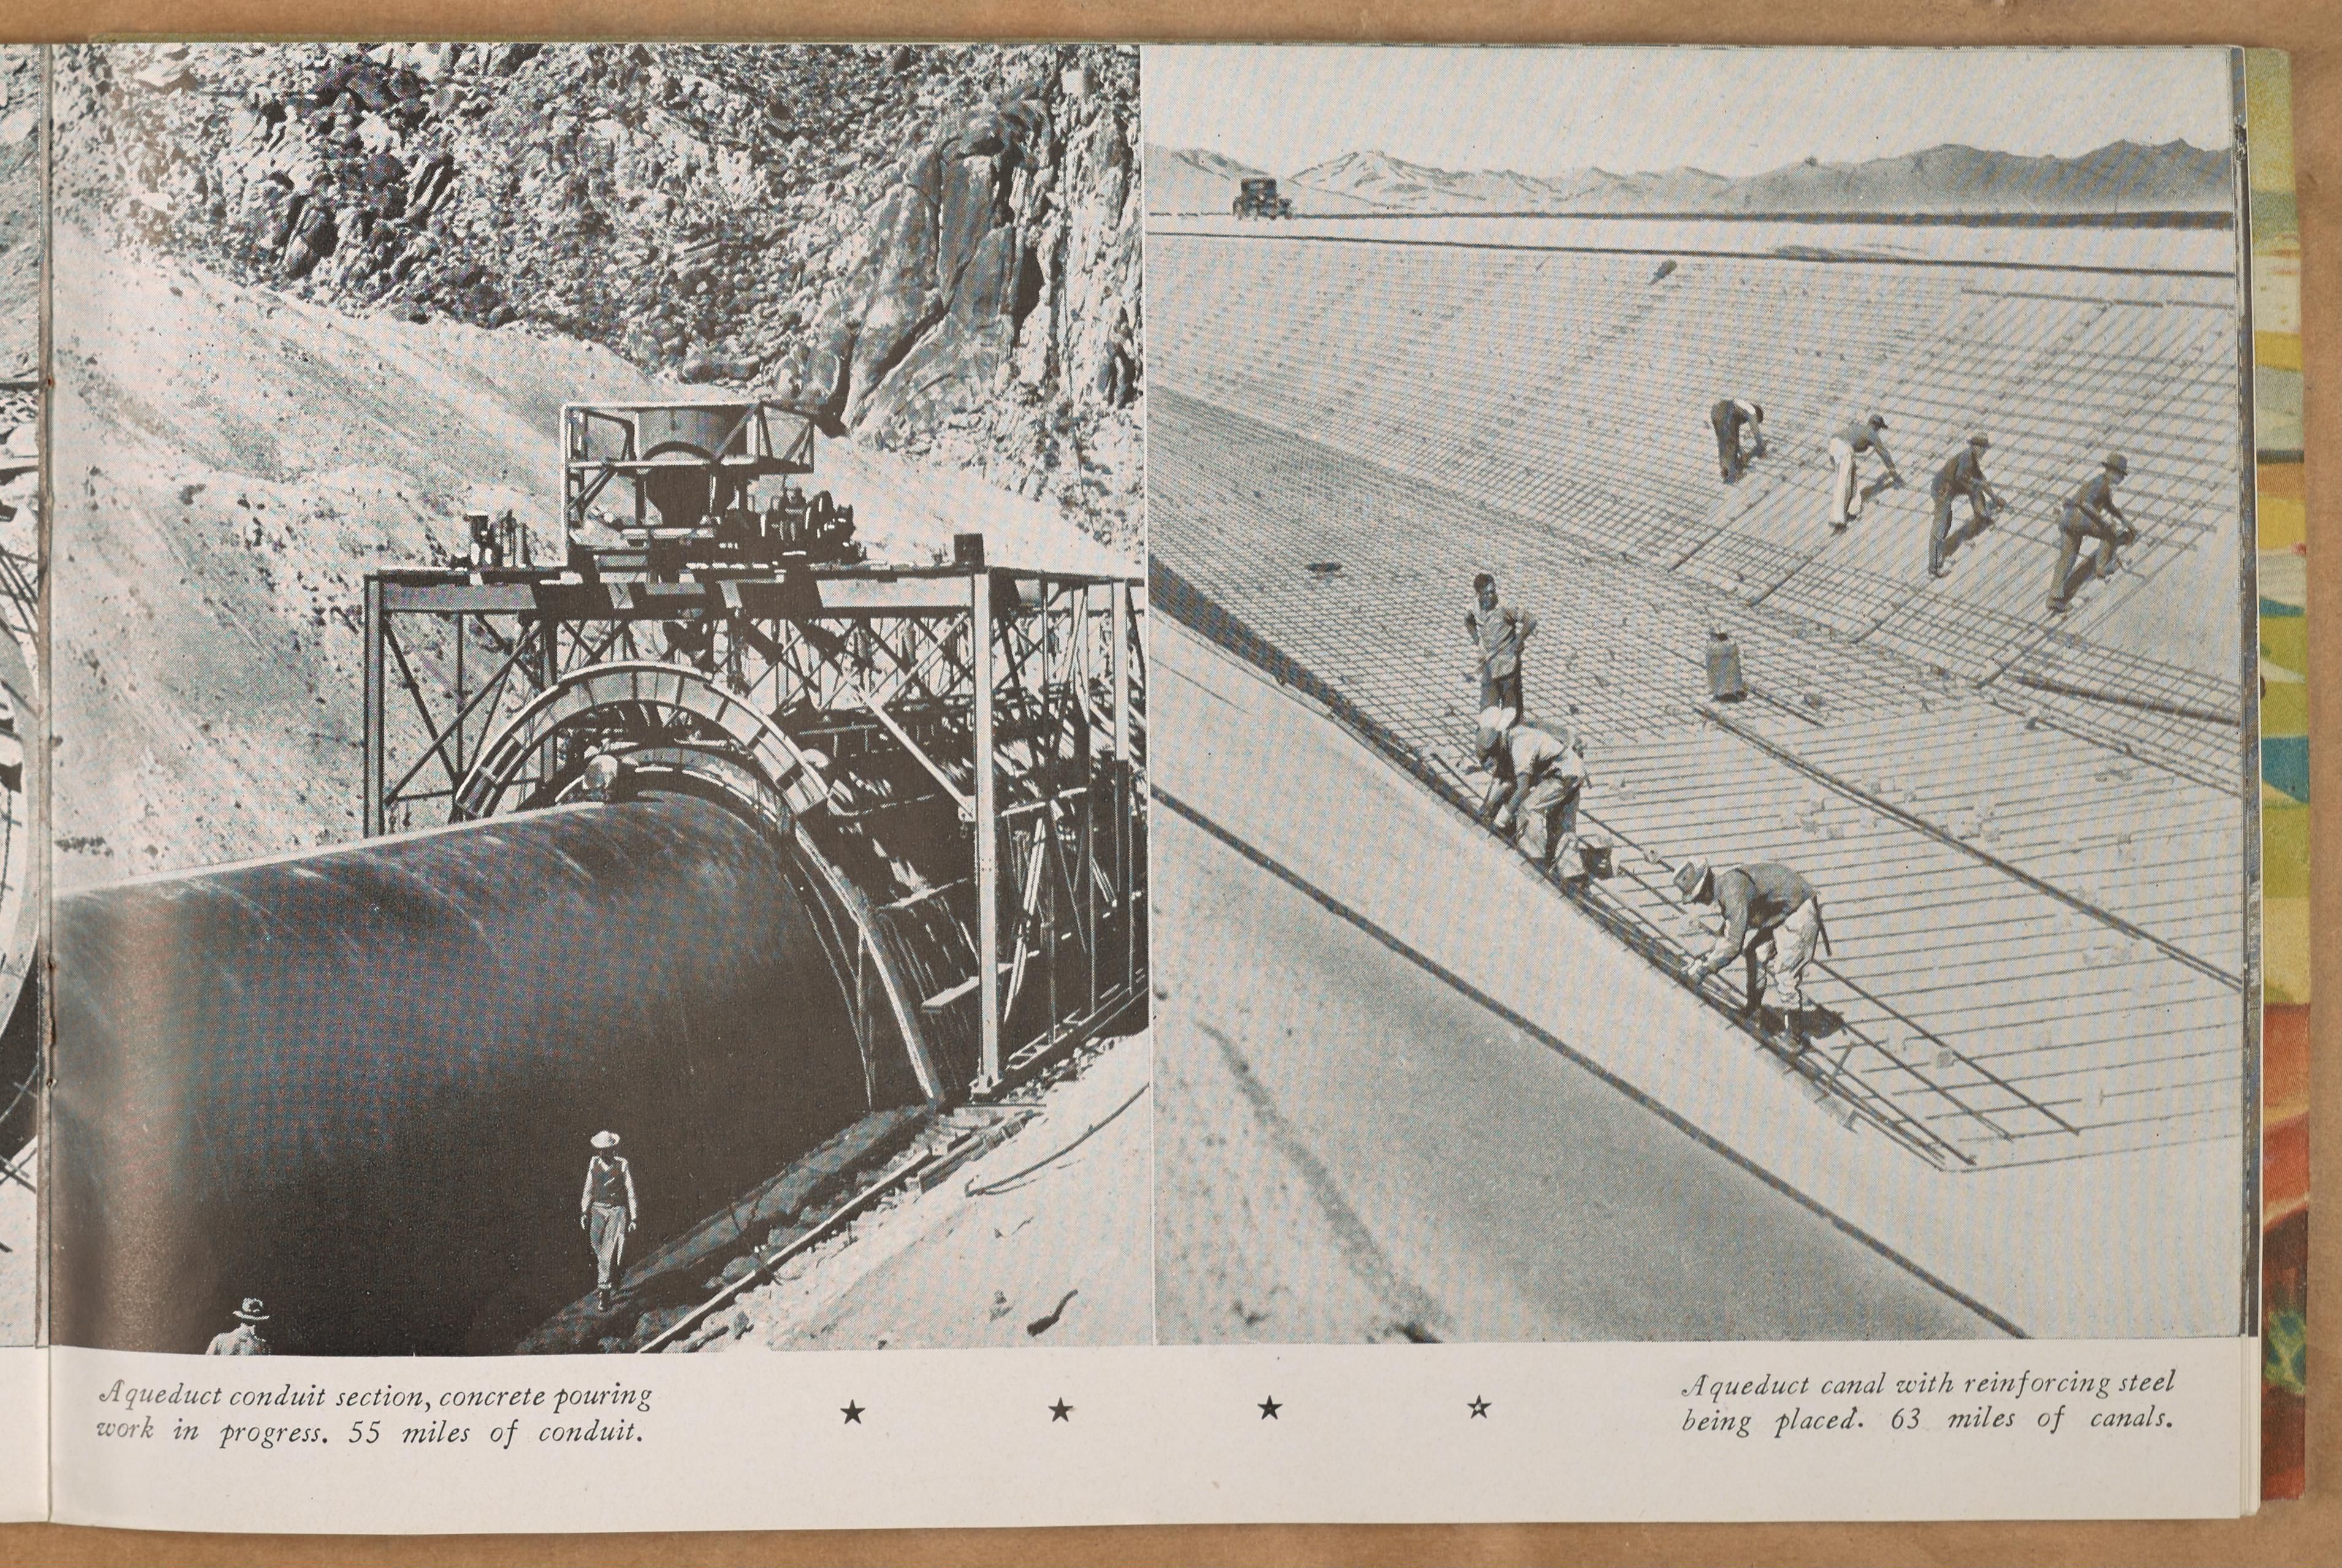 Aqueduct conduit section, concrete pouring
work in progress. 55 miles of conduit.
★ ★ ★ ☆
Aqueduct canal with reinforcing steel
being placed. 63 miles of canals.